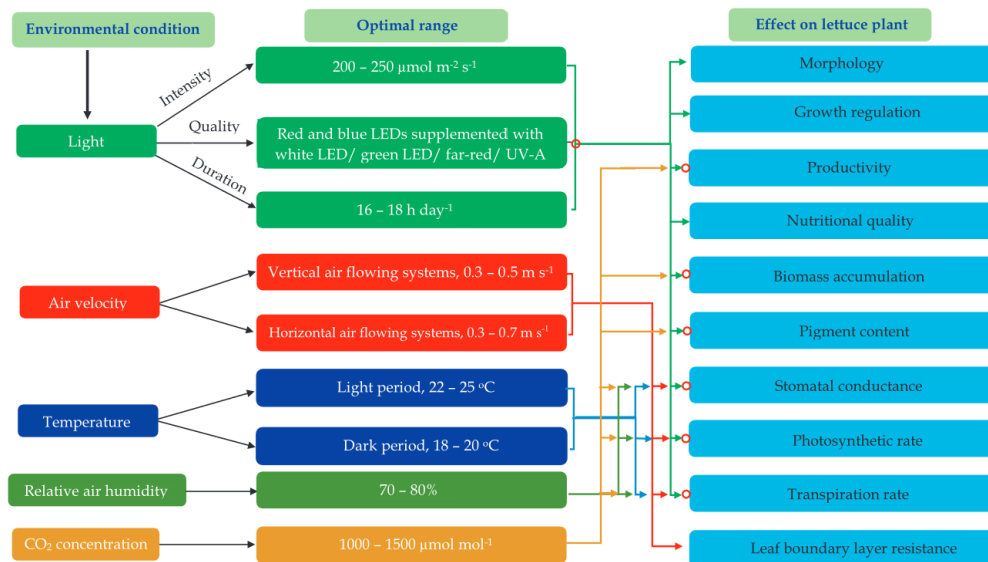 Environmental condition
Optimal range
Effect on lettuce plant
Light
Intensity
Quality
Duration
200 – 250 µmol m⁻² s⁻¹
Red and blue LEDs supplemented with
white LED/ green LED/ far-red/ UV-A
16 – 18 h day⁻¹
Air velocity
Vertical air flowing systems, 0.3 – 0.5 m s⁻¹
Horizontal air flowing systems, 0.3 – 0.7 m s⁻¹
Temperature
Light period, 22 – 25 ºC
Dark period, 18 – 20 ºC
Relative air humidity
70 – 80%
CO₂ concentration
1000 – 1500 µmol mol⁻¹
Morphology
Growth regulation
Productivity
Nutritional quality
Biomass accumulation
Pigment content
Stomatal conductance
Photosynthetic rate
Transpiration rate
Leaf boundary layer resistance